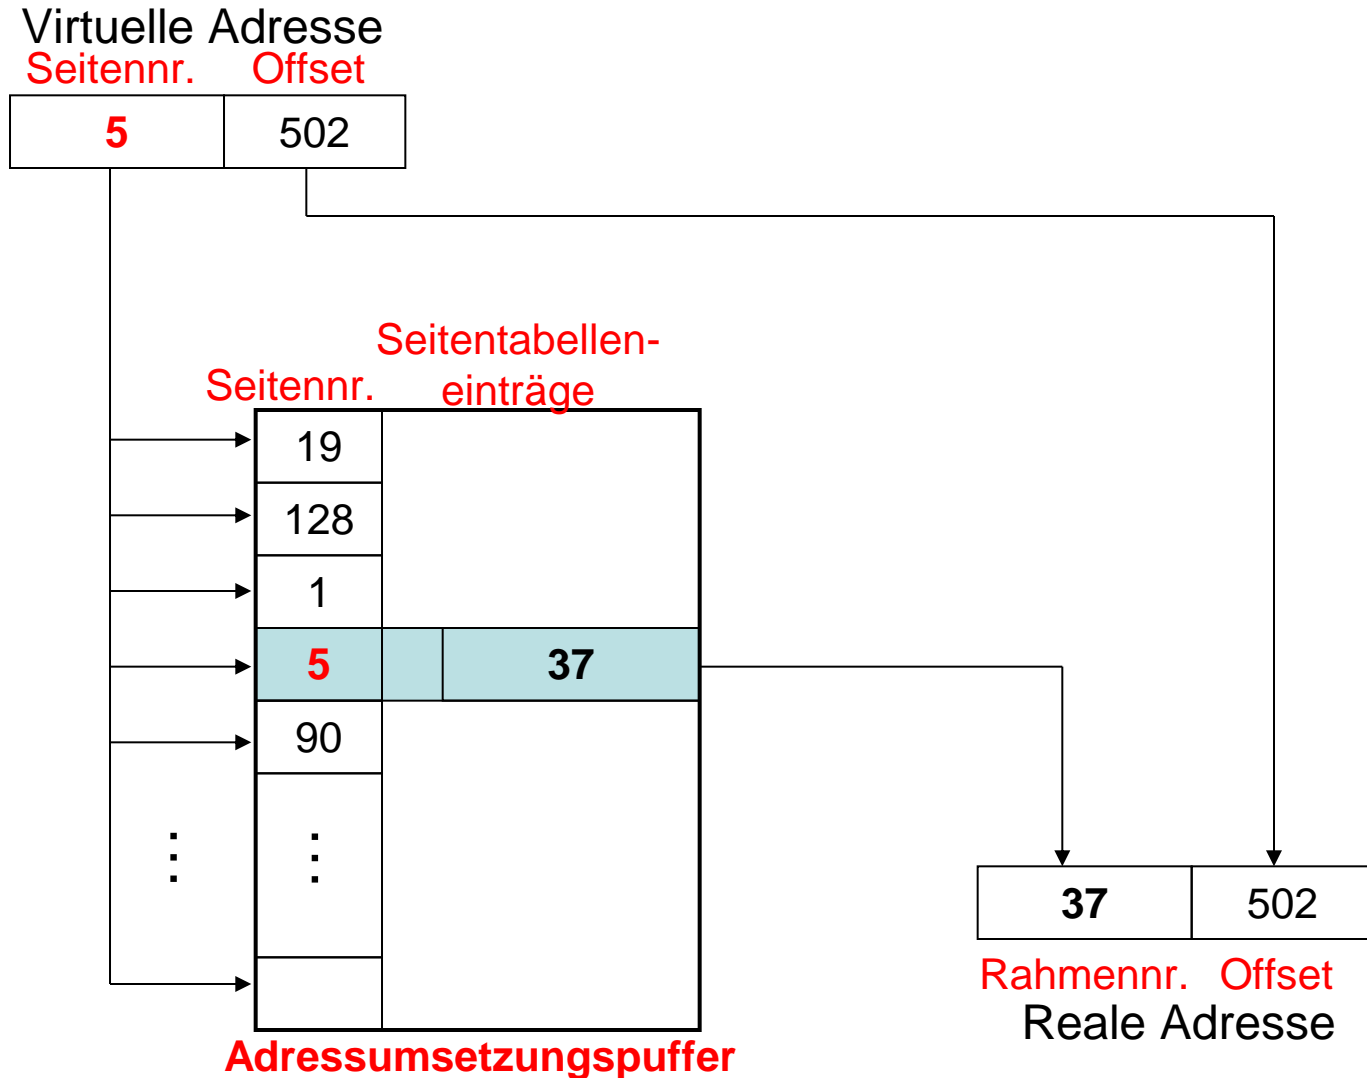 Virtuelle Adresse
Seitennr. Offset
5 502
Seitentabellen-
einträge
Seitennr.
19
128
1
5 37
90
⋮ ⋮
37 502
Rahmennr. Offset
Reale Adresse
Adressumsetzungspuffer